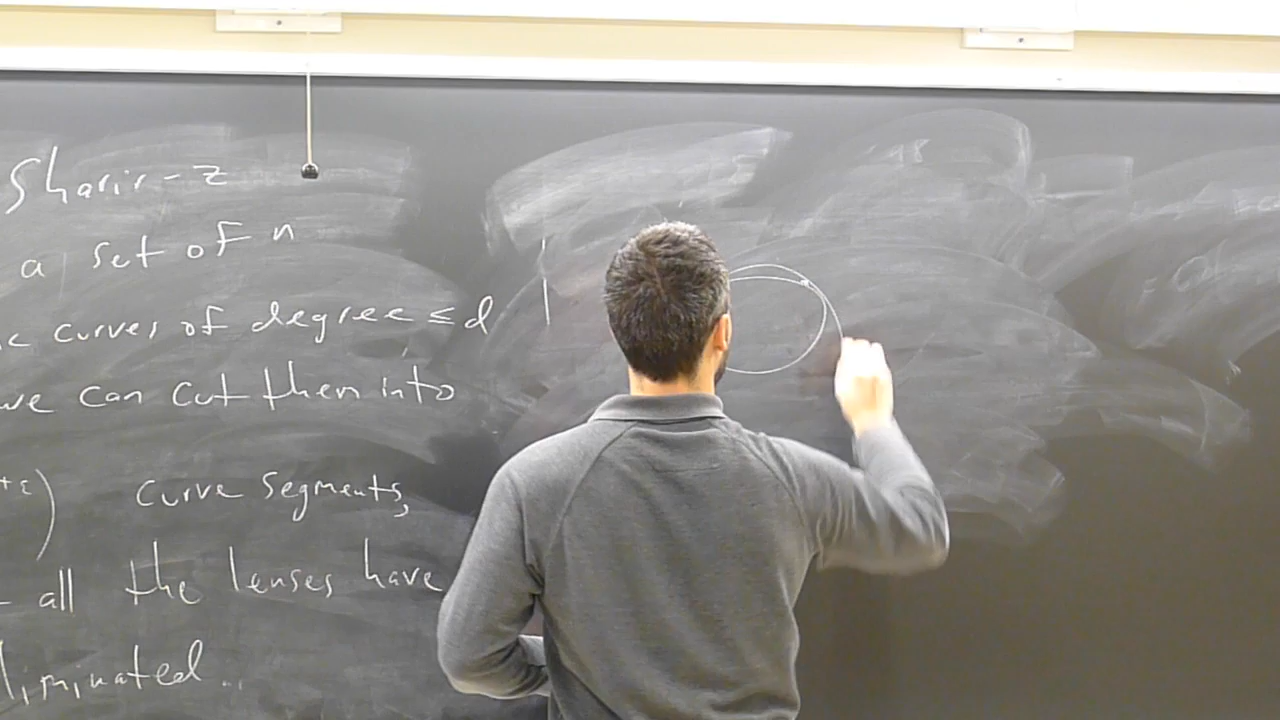 Sharir-Z
a set of n
c curves of degree ≤ d
we can cut them into
+ε) curve segments,
all the lenses have
liminated.